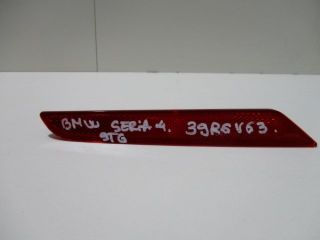 BMW SERIA 4. 39R6V63.
STG